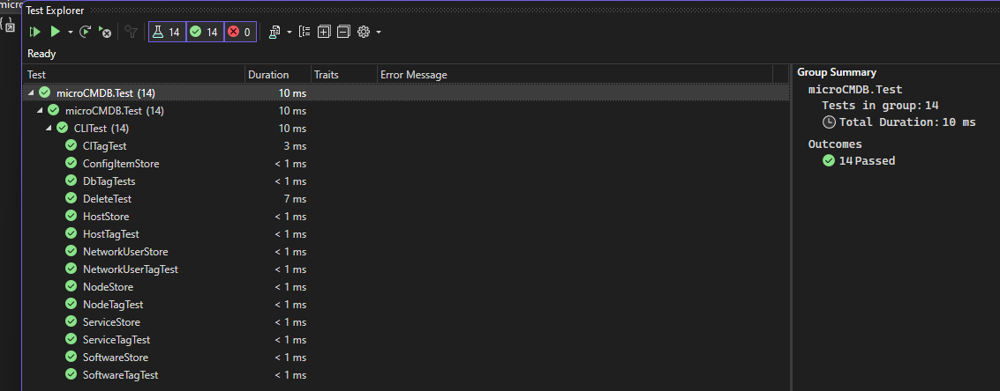 micro
Test Explorer
14 14 0
Ready
Test Duration Traits Error Message
microCMDB.Test (14) 10 ms
microCMDB.Test (14) 10 ms
CLITest (14) 10 ms
CITagTest 3 ms
ConfigItemStore < 1 ms
DbTagTests < 1 ms
DeleteTest 7 ms
HostStore < 1 ms
HostTagTest < 1 ms
NetworkUserStore < 1 ms
NetworkUserTagTest < 1 ms
NodeStore < 1 ms
NodeTagTest < 1 ms
ServiceStore < 1 ms
ServiceTagTest < 1 ms
SoftwareStore < 1 ms
SoftwareTagTest < 1 ms
Group Summary
microCMDB.Test
Tests in group: 14
Total Duration: 10 ms
Outcomes
14 Passed